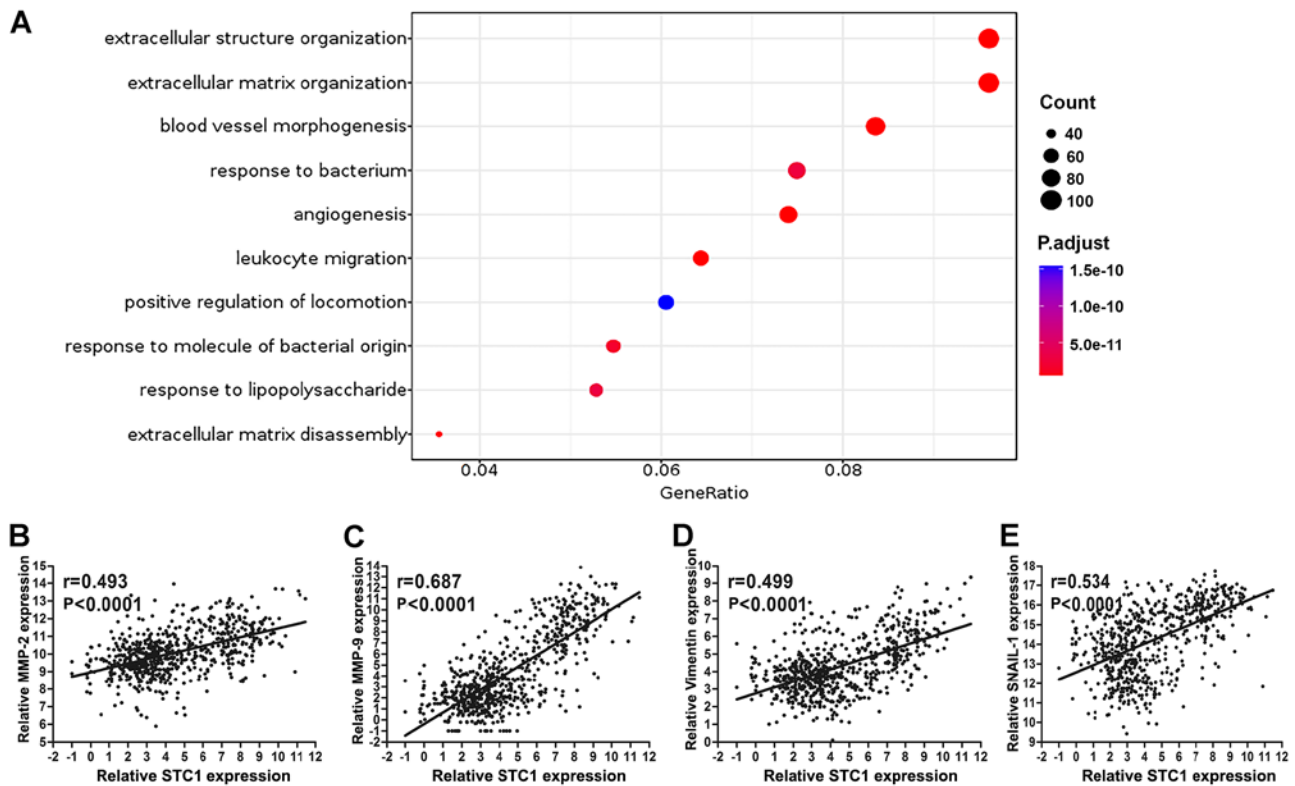 A
extracellular structure organization
extracellular matrix organization
blood vessel morphogenesis
response to bacterium
angiogenesis
leukocyte migration
positive regulation of locomotion
response to molecule of bacterial origin
response to lipopolysaccharide
extracellular matrix disassembly
0.04 0.06 0.08
GeneRatio
Count
40
60
80
100
P.adjust
1.5e-10
1.0e-10
5.0e-11
B
r=0.493
P<0.0001
Relative MMP-2 expression
15
14
13
12
11
10
9
8
7
6
5
-2 -1 0 1 2 3 4 5 6 7 8 9 10 11 12
Relative STC1 expression
C
r=0.687
P<0.0001
Relative MMP-9 expression
14
13
12
11
10
9
8
7
6
5
4
3
2
1
0
-1
-2
-2 -1 0 1 2 3 4 5 6 7 8 9 10 11 12
Relative STC1 expression
D
r=0.499
P<0.0001
Relative Vimentin expression
10
9
8
7
6
5
4
3
2
1
0
-2 -1 0 1 2 3 4 5 6 7 8 9 10 11 12
Relative STC1 expression
E
r=0.534
P<0.0001
Relative SNAIL-1 expression
18
17
16
15
14
13
12
11
10
9
-2 -1 0 1 2 3 4 5 6 7 8 9 10 11 12
Relative STC1 expression